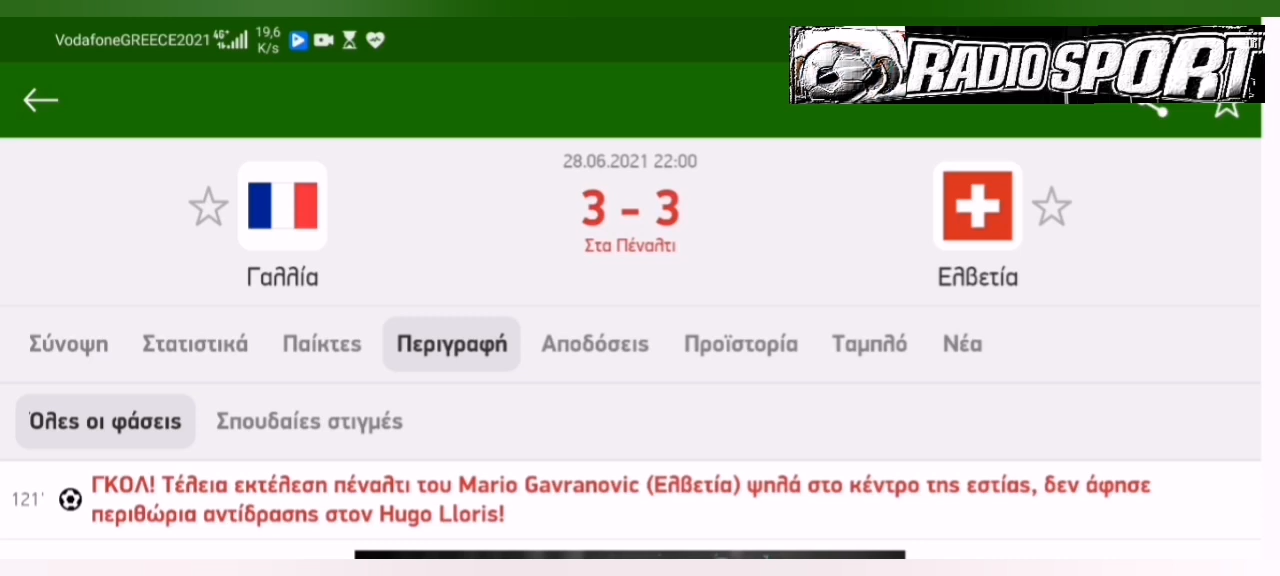 VodafoneGREECE2021 4G+ 19,6 K/s
RADIO SPORT
28.06.2021 22:00
3 - 3
Στα Πέναλτι
Γαλλία
Ελβετία
Σύνοψη Στατιστικά Παίκτες Περιγραφή Αποδόσεις Προϊστορία Ταμπλό Νέα
Όλες οι φάσεις Σπουδαίες στιγμές
121' ΓΚΟΛ! Τέλεια εκτέλεση πέναλτι του Mario Gavranovic (Ελβετία) ψηλά στο κέντρο της εστίας, δεν άφησε
περιθώρια αντίδρασης στον Hugo Lloris!